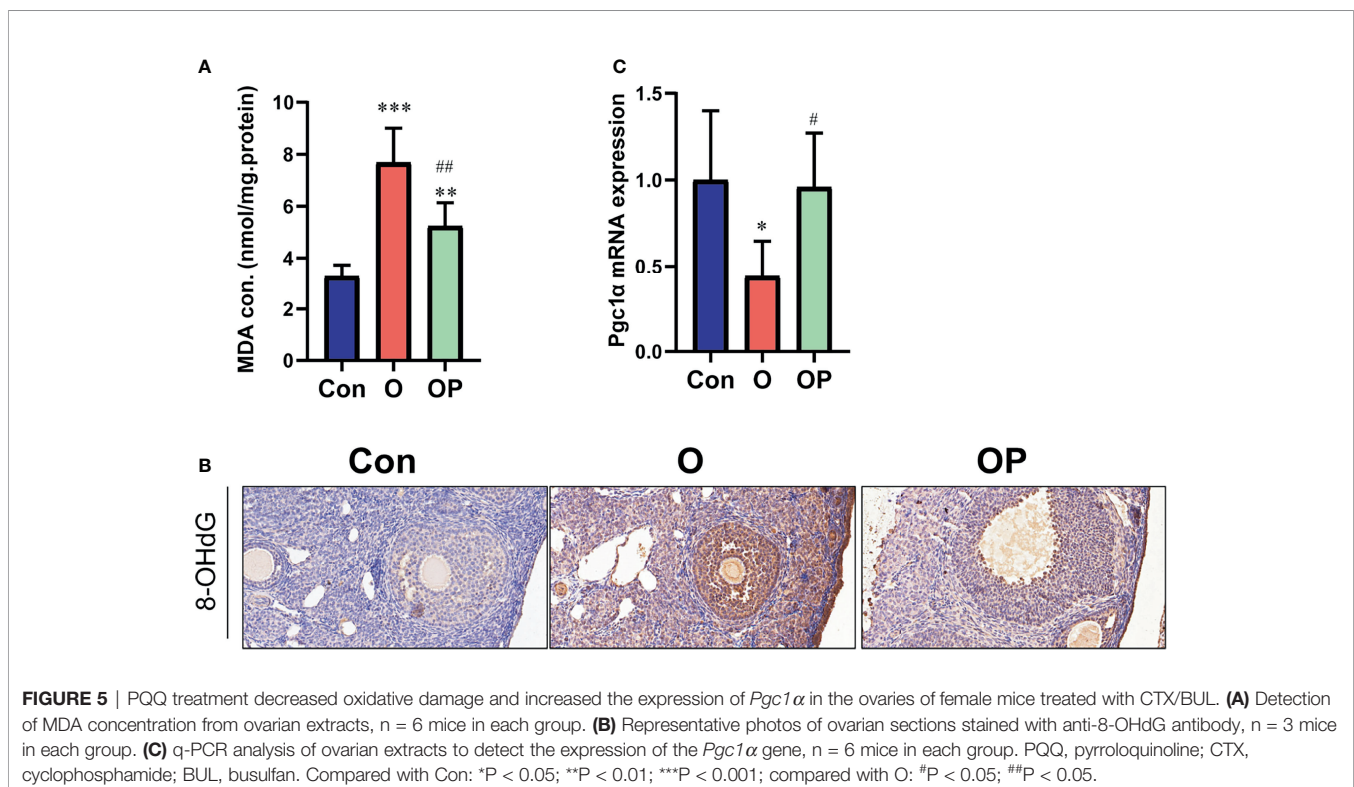 A
MDA con. (nmol/mg.protein)
10
8
6
4
2
0
***
##
**
Con O OP
C
Pgc1α mRNA expression
1.5
1.0
0.5
0.0
*
#
Con O OP
B
Con O OP
8-OHdG
FIGURE 5 | PQQ treatment decreased oxidative damage and increased the expression of Pgc1α in the ovaries of female mice treated with CTX/BUL. (A) Detection
of MDA concentration from ovarian extracts, n = 6 mice in each group. (B) Representative photos of ovarian sections stained with anti-8-OHdG antibody, n = 3 mice
in each group. (C) q-PCR analysis of ovarian extracts to detect the expression of the Pgc1α gene, n = 6 mice in each group. PQQ, pyrroloquinoline; CTX,
cyclophosphamide; BUL, busulfan. Compared with Con: *P < 0.05; **P < 0.01; ***P < 0.001; compared with O: #P < 0.05; ##P < 0.05.